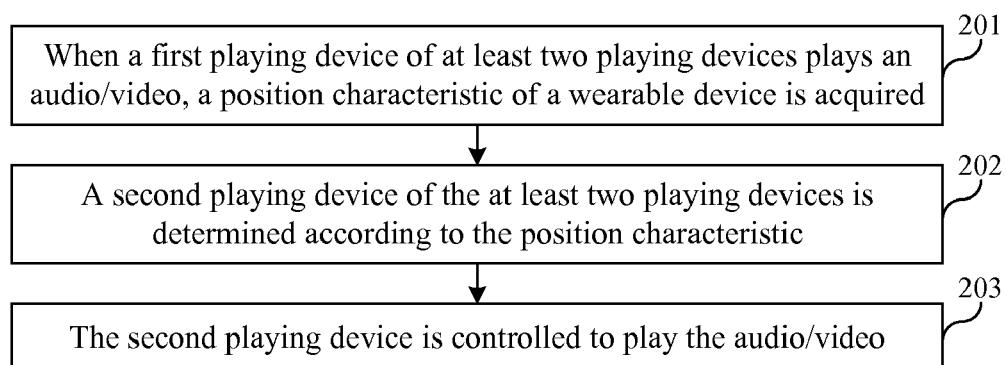 201
When a first playing device of at least two playing devices plays an
audio/video, a position characteristic of a wearable device is acquired
202
A second playing device of the at least two playing devices is
determined according to the position characteristic
203
The second playing device is controlled to play the audio/video